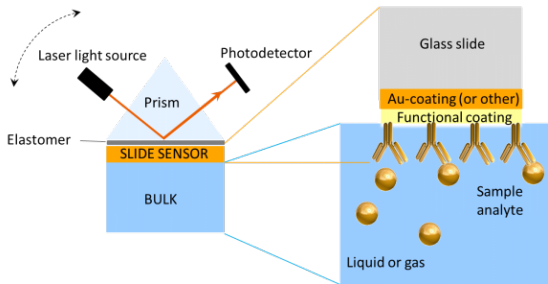 Laser light source
Photodetector
Prism
Elastomer
SLIDE SENSOR
BULK
Glass slide
Au-coating (or other)
Functional coating
Sample
analyte
Liquid or gas